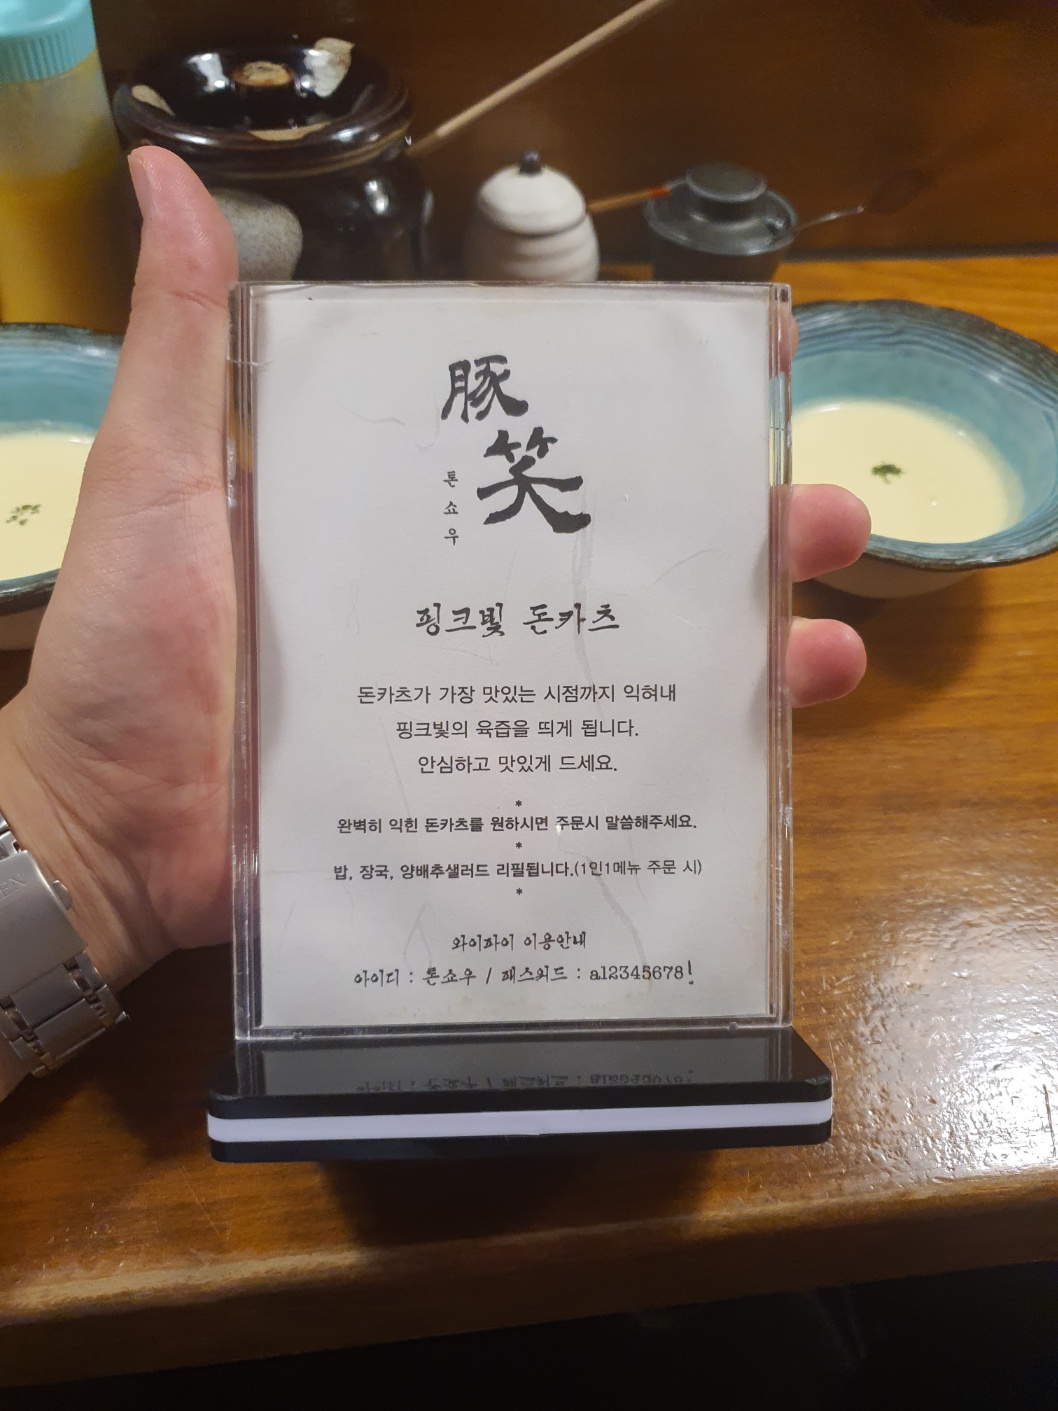 豚
笑
톤
쇼
우
핑크빛 돈카츠
돈카츠가 가장 맛있는 시점까지 익혀내
핑크빛의 육즙을 띄게 됩니다.
안심하고 맛있게 드세요.
*
완벽히 익힌 돈카츠를 원하시면 주문시 말씀해주세요.
*
밥, 장국, 양배추샐러드 리필됩니다.(1인1메뉴 주문 시)
*
와이파이 이용안내
아이디 : 톤쇼우 / 패스워드 : a12345678!